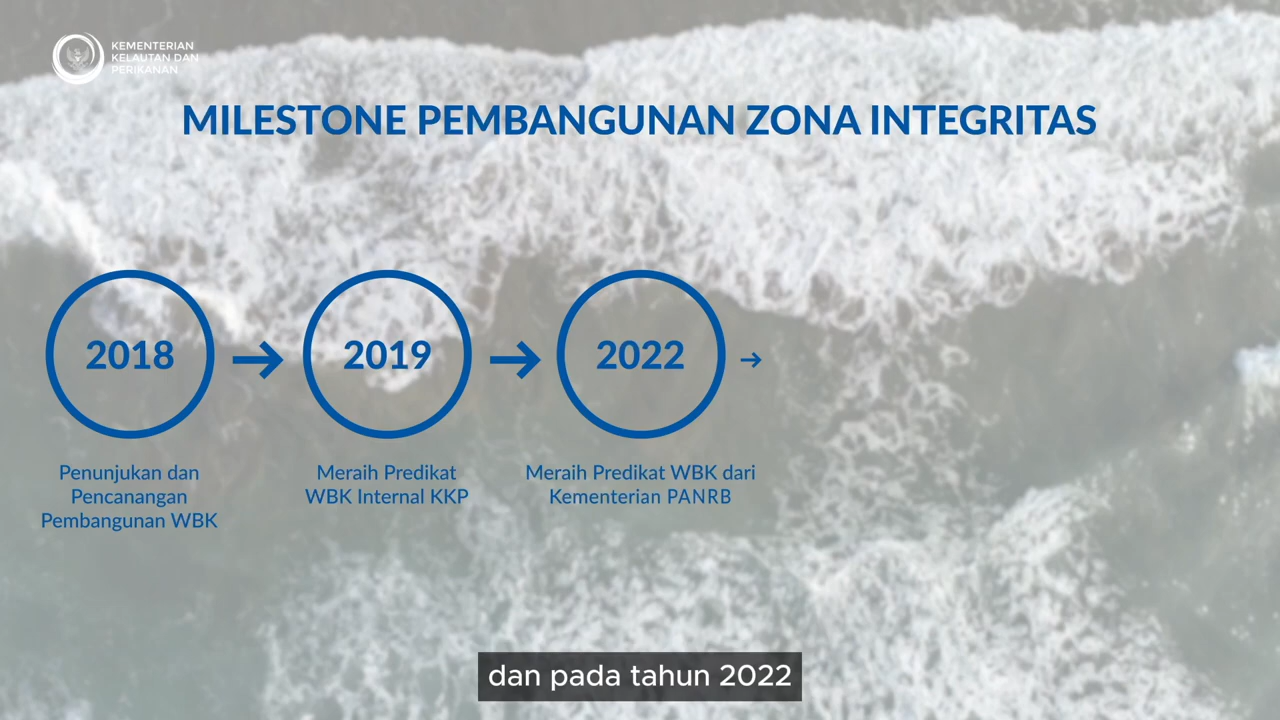 KEMENTERIAN
KELAUTAN DAN
PERIKANAN
MILESTONE PEMBANGUNAN ZONA INTEGRITAS
2018
2019
2022
Penunjukan dan
Pencanangan
Pembangunan WBK
Meraih Predikat
WBK Internal KKP
Meraih Predikat WBK dari
Kementerian PANRB
dan pada tahun 2022